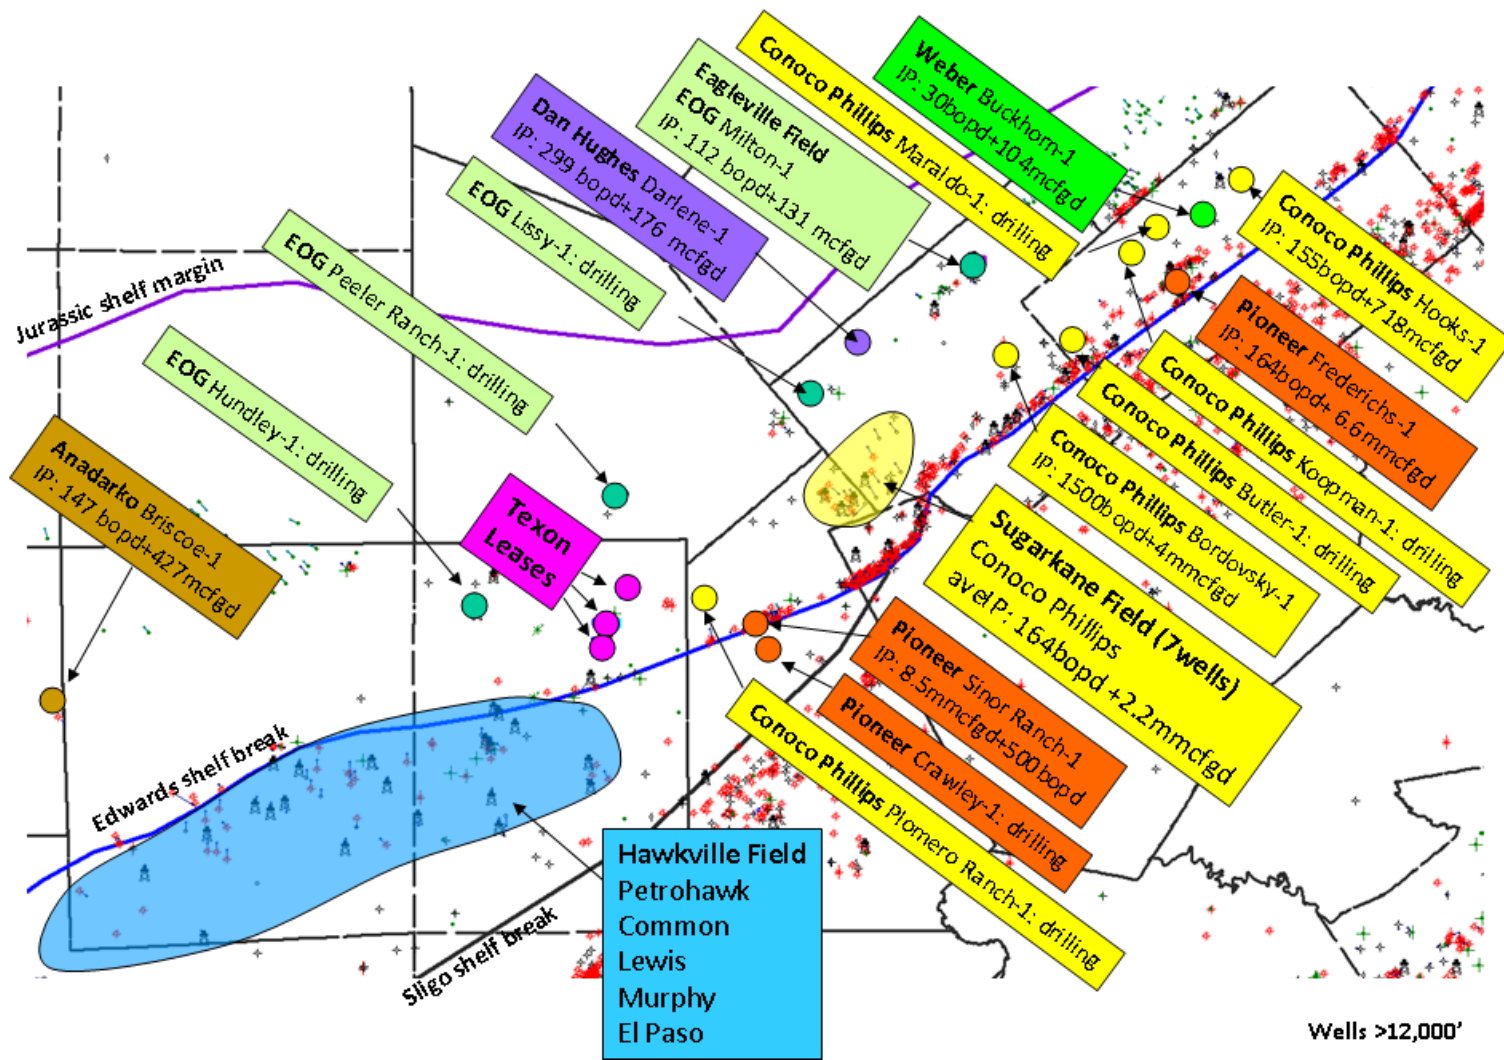 Conoco Phillips Maraldo-1: drilling
Weber Buckhorn-1
IP: 30bopd+104mcfgd
Eagleville Field
EOG Milton-1
IP: 112 bopd+131 mcfgd
Dan Hughes Darlene-1
IP: 299 bopd+176 mcfgd
EOG Lissy-1: drilling
EOG Peeler Ranch-1: drilling
EOG Hundley-1: drilling
Anadarko Briscoe-1
IP: 147 bopd+427mcfgd
Jurassic shelf margin
Texon
Leases
Conoco Phillips Hooks-1
IP: 155bopd+718mcfgd
Pioneer Frederichs-1
IP: 164bopd+ 6.6mmcfgd
Conoco Phillips Koopman-1: drilling
Conoco Phillips Butler-1: drilling
Conoco Phillips Bordovsky-1
IP: 1500bopd+4mmcfgd
Sugarkane Field (7wells)
Conoco Phillips
aveIP: 164bopd +2.2mmcfgd
Pioneer Sinor Ranch-1
IP: 8.5mmcfgd+500bopd
Pioneer Crawley-1: drilling
Conoco Phillips Plomero Ranch-1: drilling
Edwards shelf break
Sligo shelf break
Hawkville Field
Petrohawk
Common
Lewis
Murphy
El Paso
Wells >12,000'